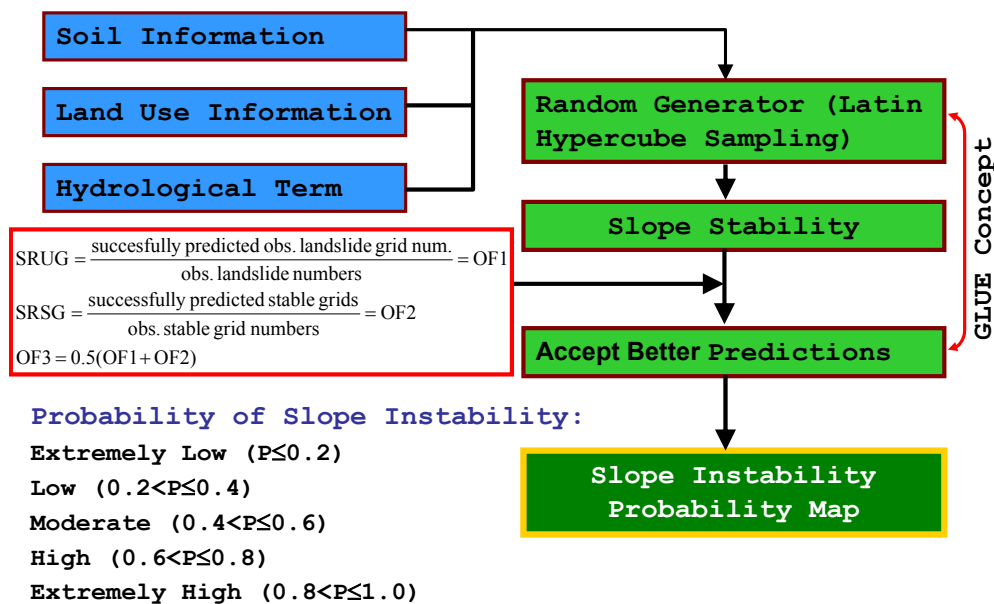 Soil Information
Land Use Information
Hydrological Term
Random Generator (Latin
Hypercube Sampling)
Slope Stability
Accept Better Predictions
Slope Instability
Probability Map
GLUE Concept
SRUG = succesfully predicted obs. landslide grid num. / obs. landslide numbers = OF1
SRSG = successfully predicted stable grids / obs. stable grid numbers = OF2
OF3 = 0.5(OF1+OF2)
Probability of Slope Instability:
Extremely Low (P≤0.2)
Low (0.2<P≤0.4)
Moderate (0.4<P≤0.6)
High (0.6<P≤0.8)
Extremely High (0.8<P≤1.0)